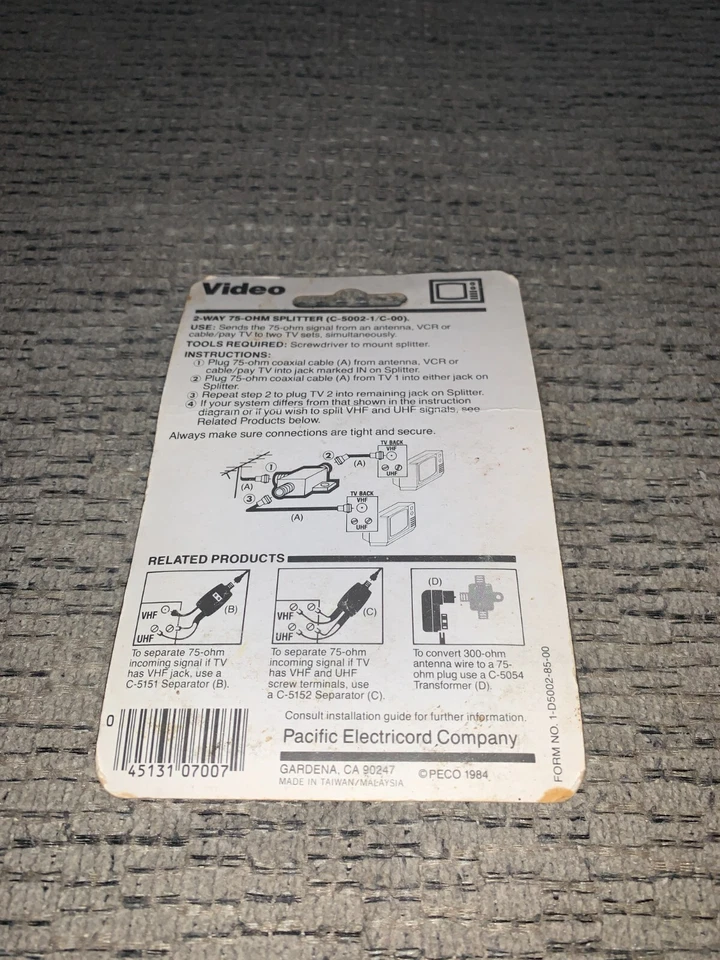 Video
2-WAY 75-OHM SPLITTER (C-5002-1/C-00).
USE: Sends the 75-ohm signal from an antenna, VCR or
cable/pay TV to two TV sets, simultaneously.
TOOLS REQUIRED: Screwdriver to mount splitter.
INSTRUCTIONS:
① Plug 75-ohm coaxial cable (A) from antenna, VCR or
cable/pay TV into jack marked IN on Splitter.
② Plug 75-ohm coaxial cable (A) from TV 1 into either jack on
Splitter.
③ Repeat step 2 to plug TV 2 into remaining jack on Splitter.
④ If your system differs from that shown in the instruction
diagram or if you wish to split VHF and UHF signals, see
Related Products below.
Always make sure connections are tight and secure.
① (A)
② (A)
TV BACK
VHF
UHF
③ (A)
TV BACK
VHF
UHF
RELATED PRODUCTS
VHF
UHF
(B)
VHF
UHF
(C)
(D)
To separate 75-ohm
incoming signal if TV
has VHF jack, use a
C-5151 Separator (B).
To separate 75-ohm
incoming signal if TV
has VHF and UHF
screw terminals, use
a C-5152 Separator (C).
To convert 300-ohm
antenna wire to a 75-
ohm plug use a C-5054
Transformer (D).
Consult installation guide for further information.
Pacific Electricord Company
GARDENA, CA 90247 ©PECO 1984
MADE IN TAIWAN/MALAYSIA
0 45131 07007
FORM NO. 1-D5002-85-00